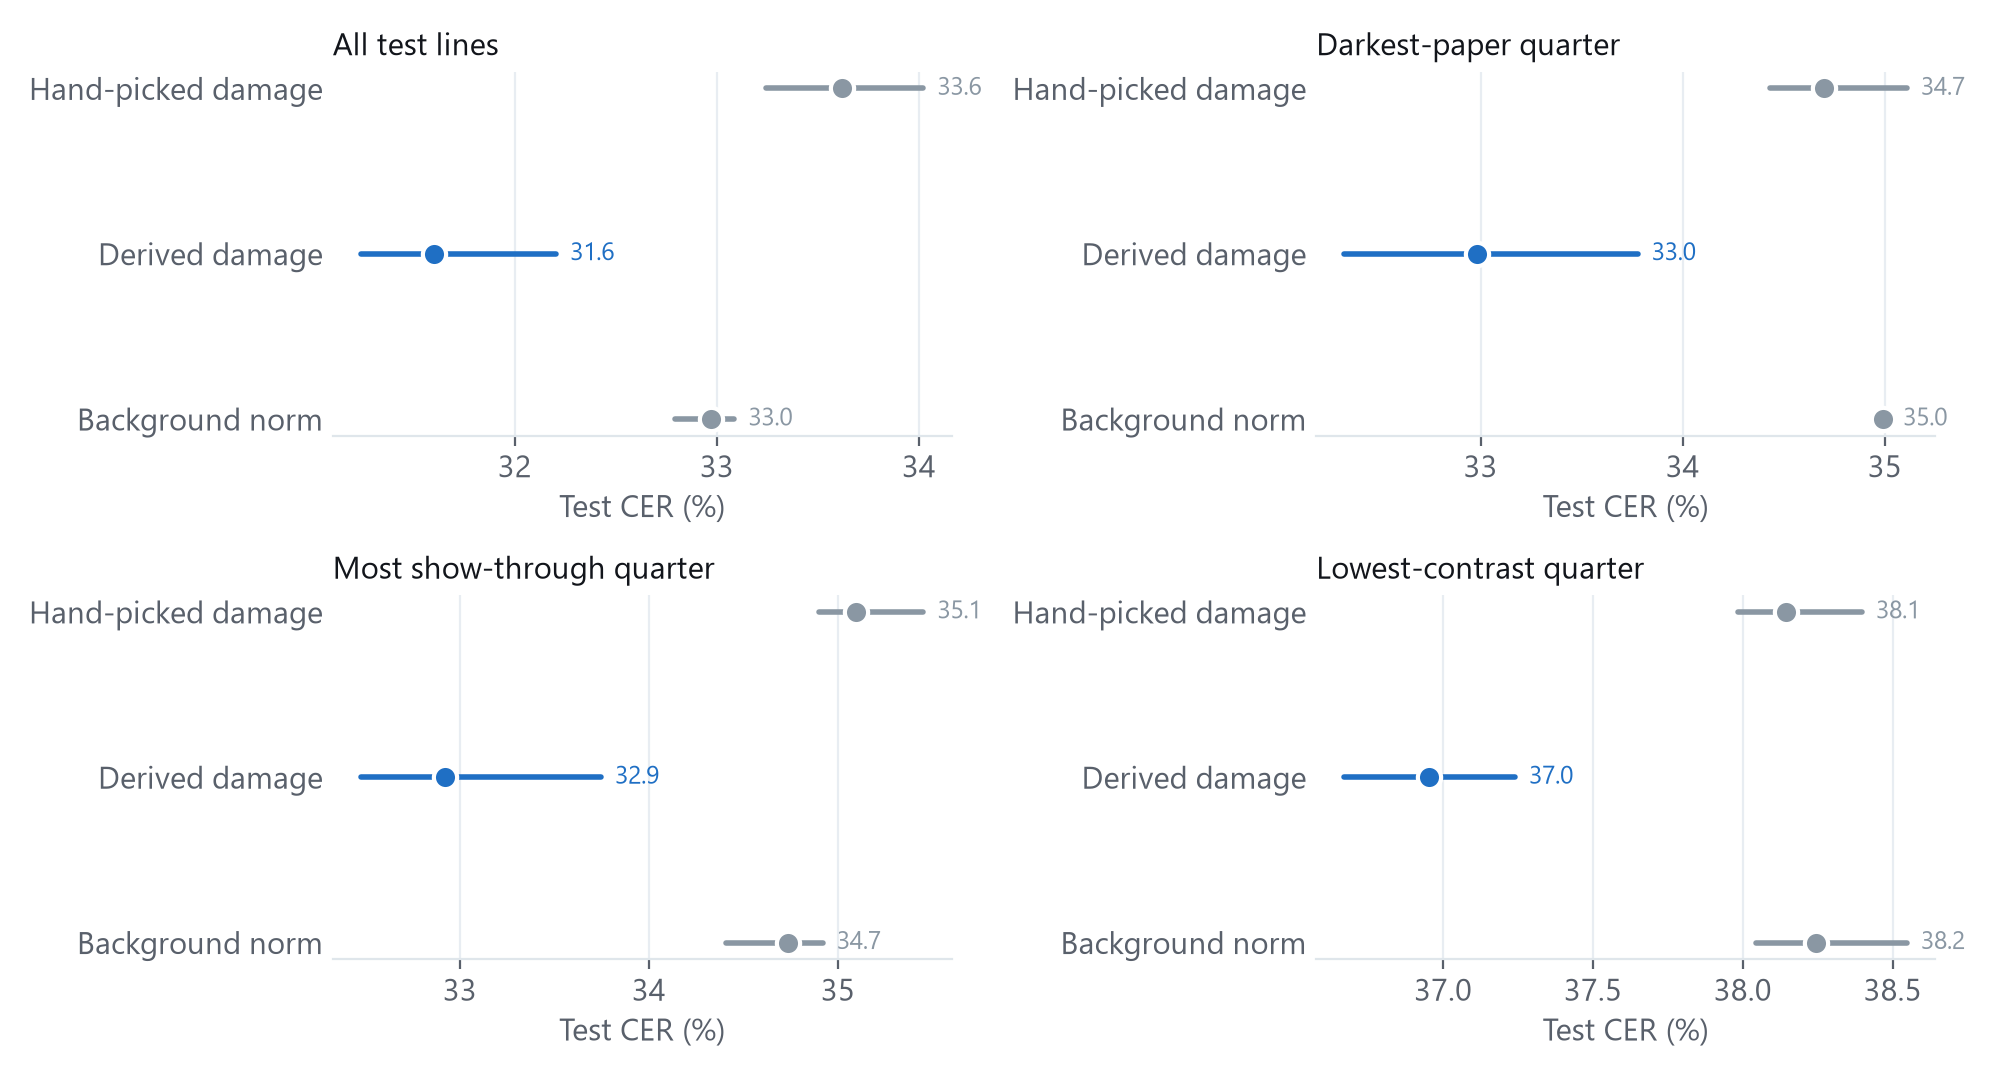 All test lines
Hand-picked damage
33.6
Derived damage
31.6
Background norm
33.0
32 33 34
Test CER (%)
Darkest-paper quarter
Hand-picked damage
34.7
Derived damage
33.0
Background norm
35.0
33 34 35
Test CER (%)
Most show-through quarter
Hand-picked damage
35.1
Derived damage
32.9
Background norm
34.7
33 34 35
Test CER (%)
Lowest-contrast quarter
Hand-picked damage
38.1
Derived damage
37.0
Background norm
38.2
37.0 37.5 38.0 38.5
Test CER (%)